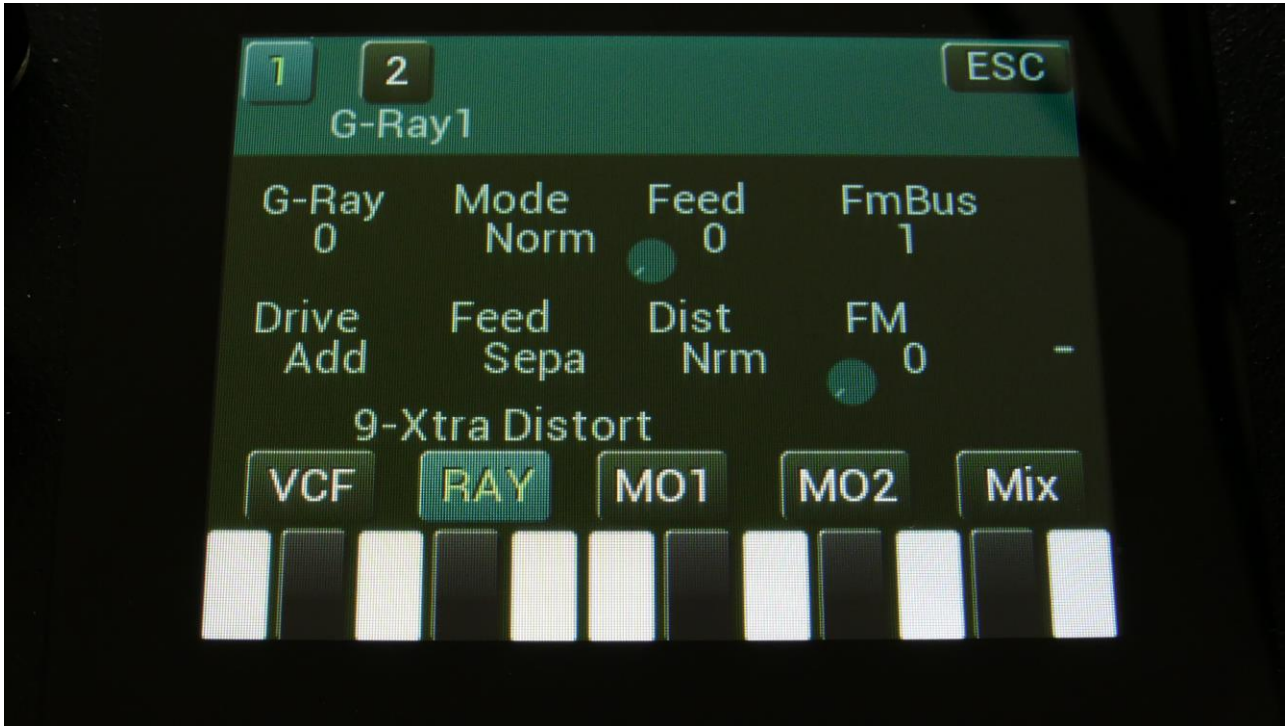 1 2 ESC
G-Ray1
G-Ray Mode Feed FmBus
0 Norm 0 1
Drive Feed Dist FM
Add Sepa Nrm 0 -
9-Xtra Distort
VCF RAY MO1 MO2 Mix